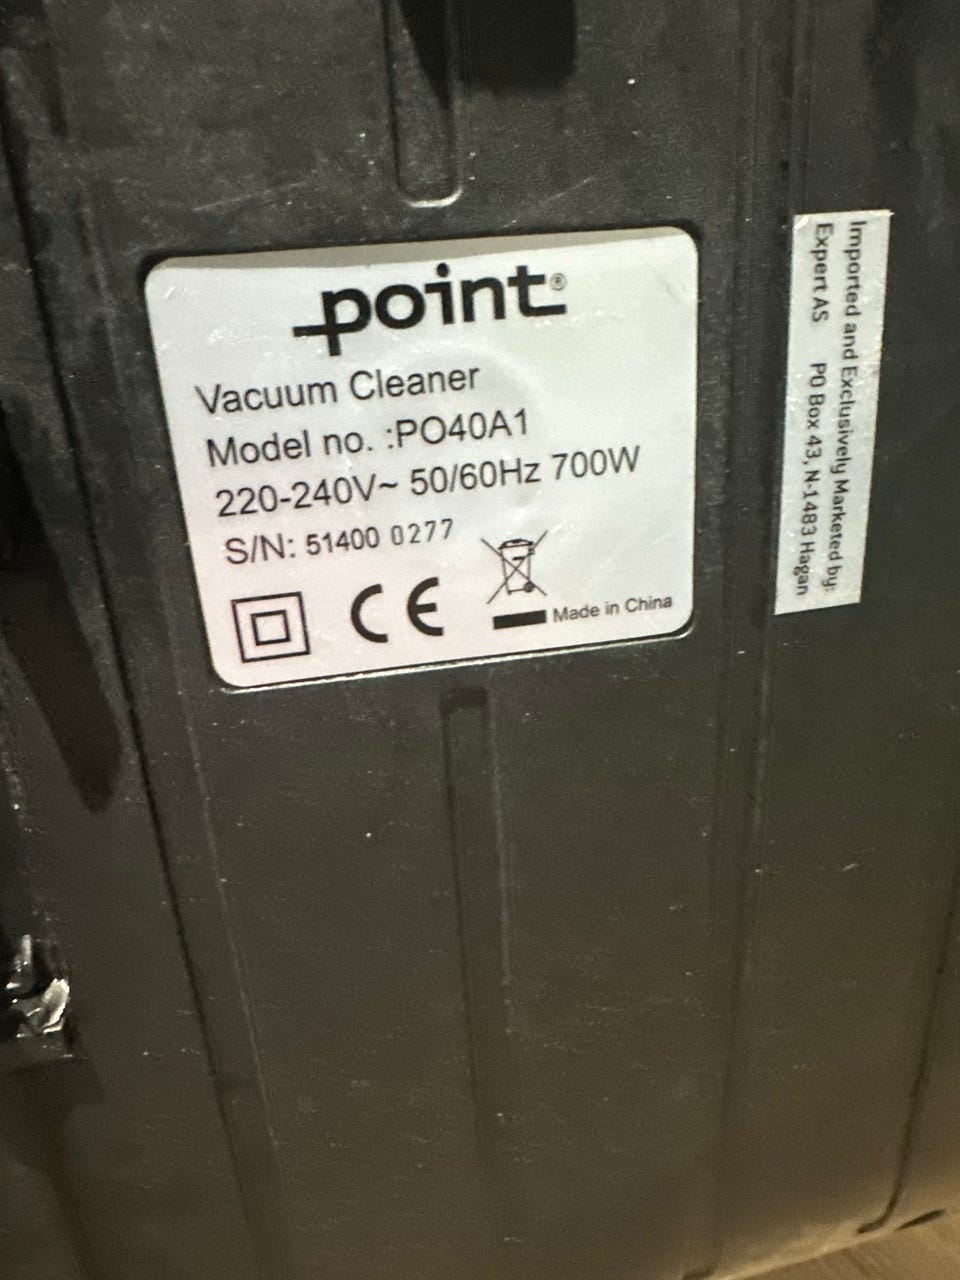 point®
Vacuum Cleaner
Model no. :PO40A1
220-240V~ 50/60Hz 700W
S/N: 51400 0277
CE
Made in China
Imported and Exclusively Marketed by:
Expert AS PO Box 43, N-1483 Hagan